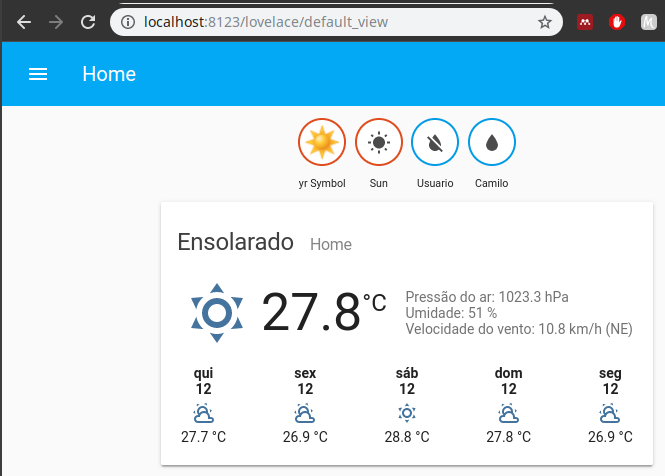 localhost:8123/lovelace/default_view
M
Home
yr Symbol Sun Usuario Camilo
Ensolarado Home
27.8 °C
Pressão do ar: 1023.3 hPa
Umidade: 51 %
Velocidade do vento: 10.8 km/h (NE)
qui sex sáb dom seg
12 12 12 12 12
27.7 °C 26.9 °C 28.8 °C 27.8 °C 26.9 °C